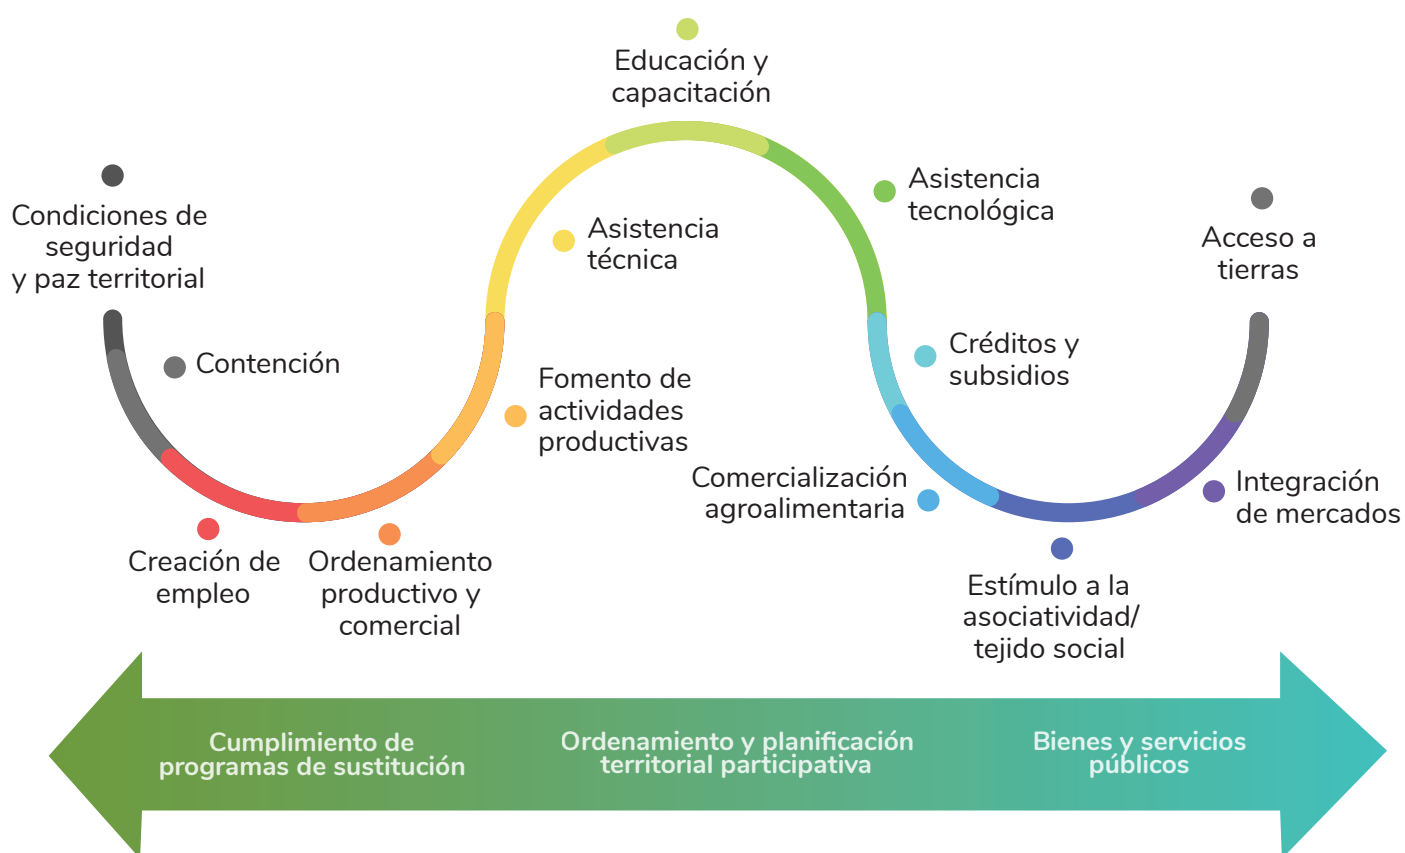 Educación y
capacitación
Condiciones de
seguridad
y paz territorial
Contención
Creación de
empleo
Ordenamiento
productivo y
comercial
Fomento de
actividades
productivas
Asistencia
técnica
Asistencia
tecnológica
Créditos y
subsidios
Comercialización
agroalimentaria
Estímulo a la
asociatividad/
tejido social
Integración
de mercados
Acceso a
tierras
Cumplimiento de
programas de sustitución
Ordenamiento y planificación
territorial participativa
Bienes y servicios
públicos